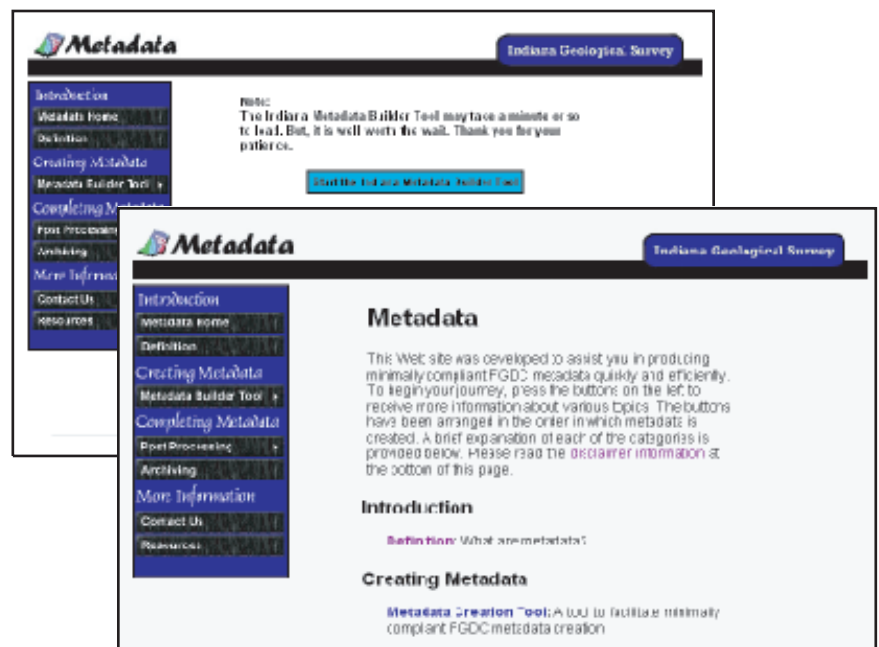 Metadata
Indiana Geological Survey
Introduction
Metadata Home
Definition
Creating Metadata
Metadata Builder Tool
Completing Metadata
Post Processing
Archiving
More Informa
Contact Us
Resources
Note:
The Indiana Metadata Builder Tool may take a minute or so
to load. But, it is well worth the wait. Thank you for your
patience.
Start the Indiana Metadata Builder Tool
Metadata
Indiana Geological Survey
Introduction
Metadata Home
Definition
Creating Metadata
Metadata Builder Tool
Completing Metadata
Post Processing
Archiving
More Information
Contact Us
Resources
Metadata
This Web site was developed to assist you in producing
minimally compliant FGDC metadata quickly and efficiently.
To begin your journey, press the buttons on the left to
receive more information about various topics. The buttons
have been arranged in the order in which metadata is
created. A brief explanation of each of the categories is
provided below. Please read the disclaimer information at
the bottom of this page.
Introduction
Definition: What are metadata?
Creating Metadata
Metadata Creation Tool: A tool to facilitate minimally
compliant FGDC metadata creation